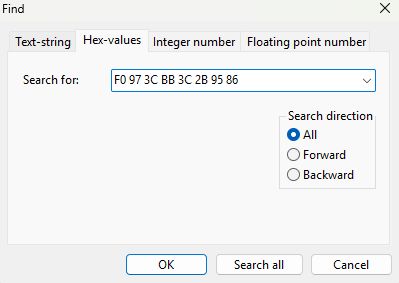 Find
Text-string Hex-values Integer number Floating point number
Search for: F0 97 3C BB 3C 2B 95 86
Search direction
All
Forward
Backward
OK Search all Cancel